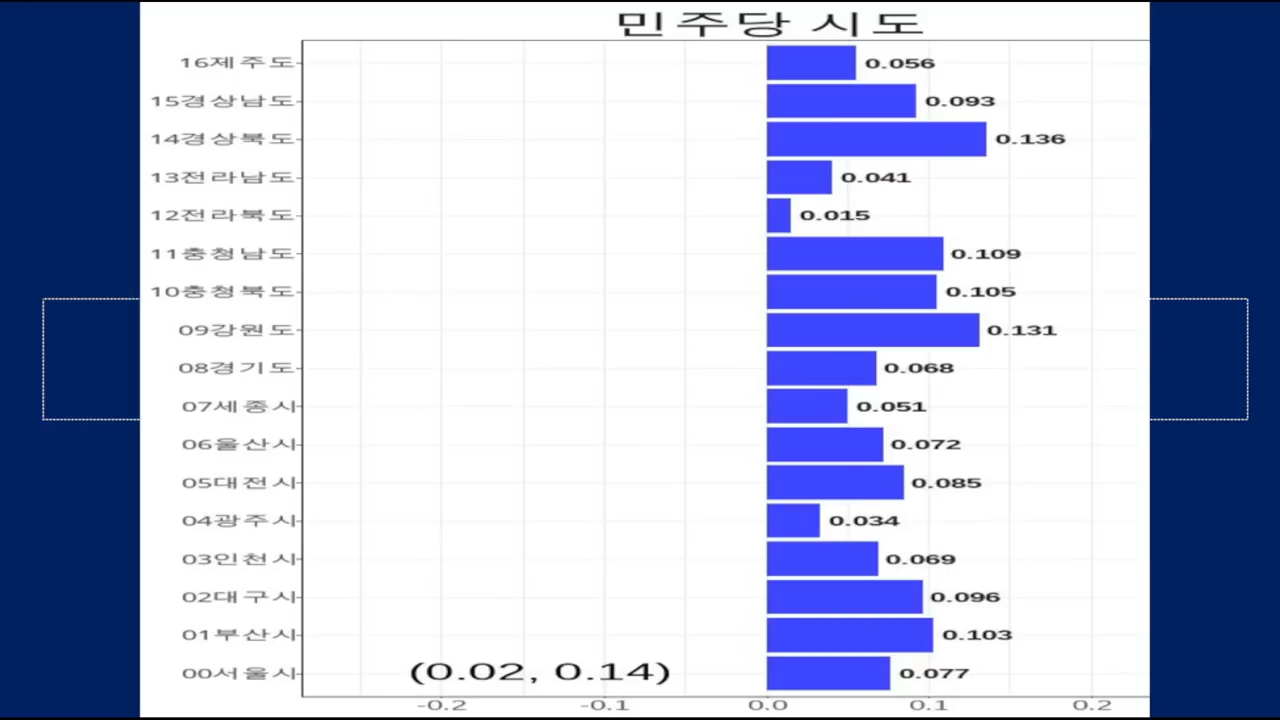 민주당 시도
16제주도 0.056
15경상남도 0.093
14경상북도 0.136
13전라남도 0.041
12전라북도 0.015
11충청남도 0.109
10충청북도 0.105
09강원도 0.131
08경기도 0.068
07세종시 0.051
06울산시 0.072
05대전시 0.085
04광주시 0.034
03인천시 0.069
02대구시 0.096
01부산시 0.103
00서울시 (0.02, 0.14) 0.077
-0.2 -0.1 0.0 0.1 0.2